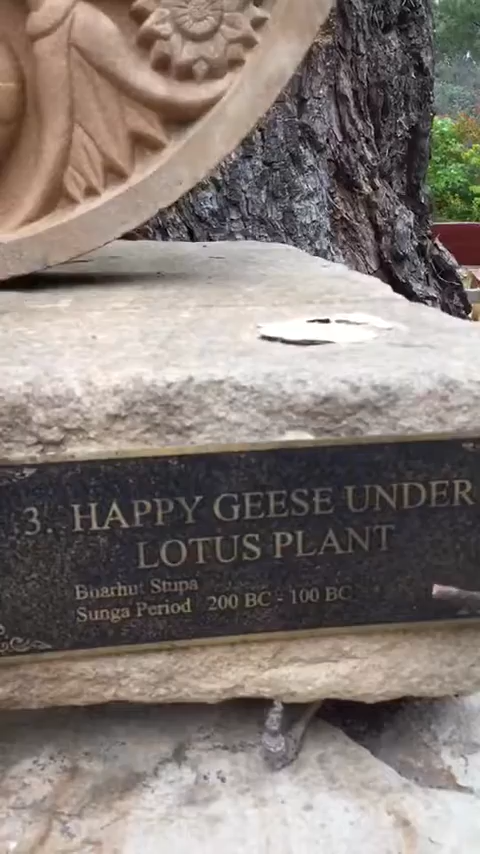 3. HAPPY GEESE UNDER
LOTUS PLANT
Bharhut Stupa
Sunga Period 200 BC - 100 BC